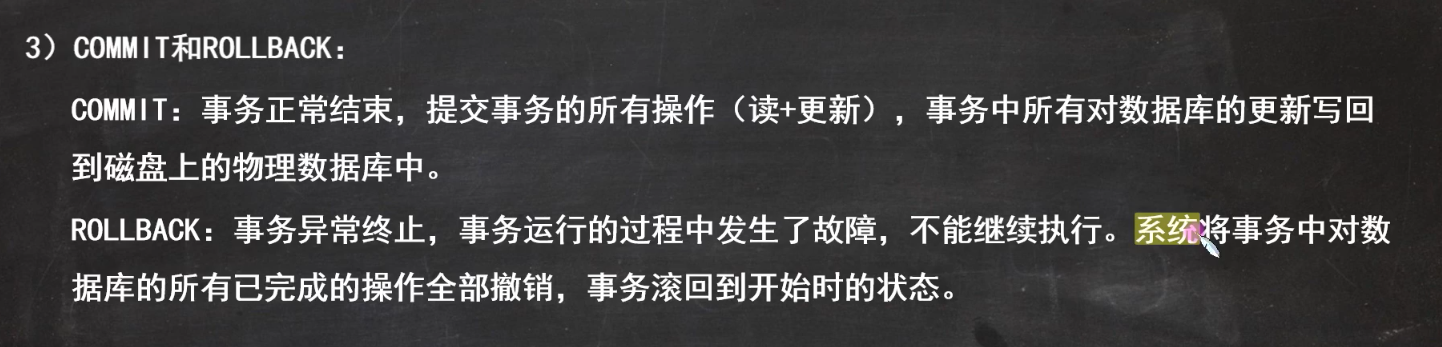 3）COMMIT和ROLLBACK：
COMMIT：事务正常结束，提交事务的所有操作（读+更新），事务中所有对数据库的更新写回
到磁盘上的物理数据库中。
ROLLBACK：事务异常终止，事务运行的过程中发生了故障，不能继续执行。系统将事务中对数
据库的所有已完成的操作全部撤销，事务滚回到开始时的状态。